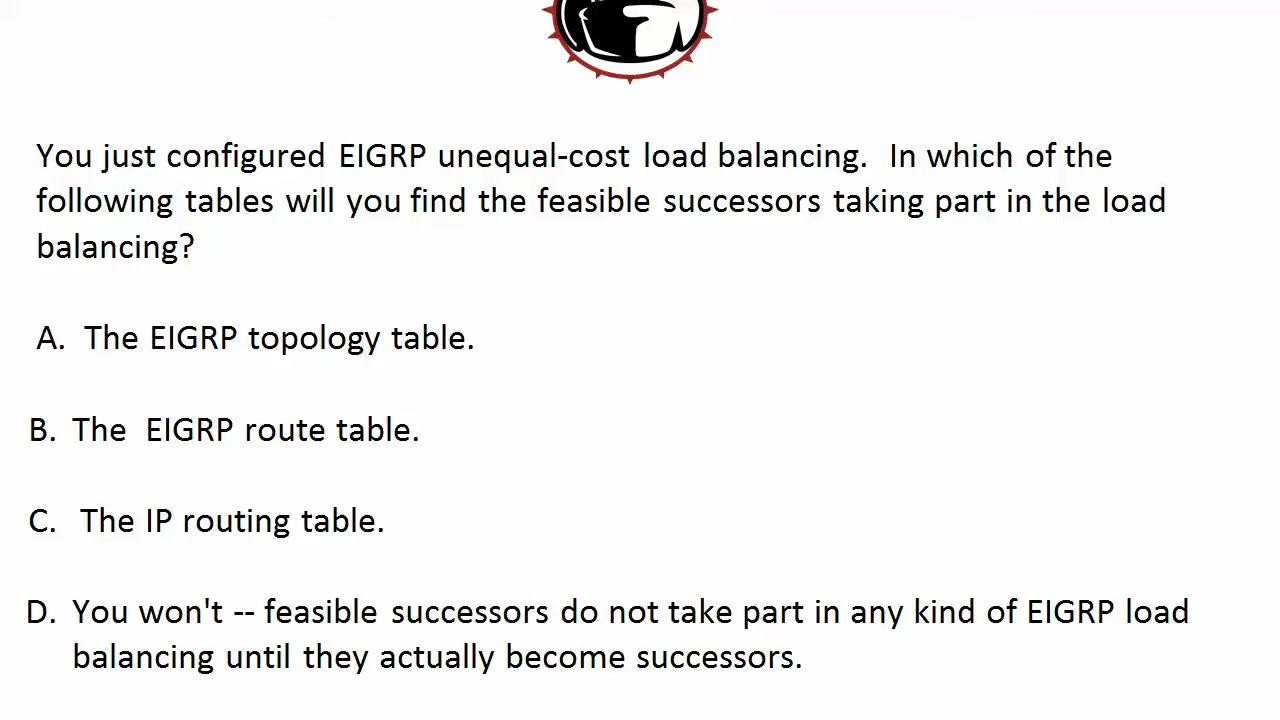 You just configured EIGRP unequal-cost load balancing.  In which of the
following tables will you find the feasible successors taking part in the load
balancing?
A.  The EIGRP topology table.
B.  The  EIGRP route table.
C.  The IP routing table.
D.  You won't -- feasible successors do not take part in any kind of EIGRP load
balancing until they actually become successors.